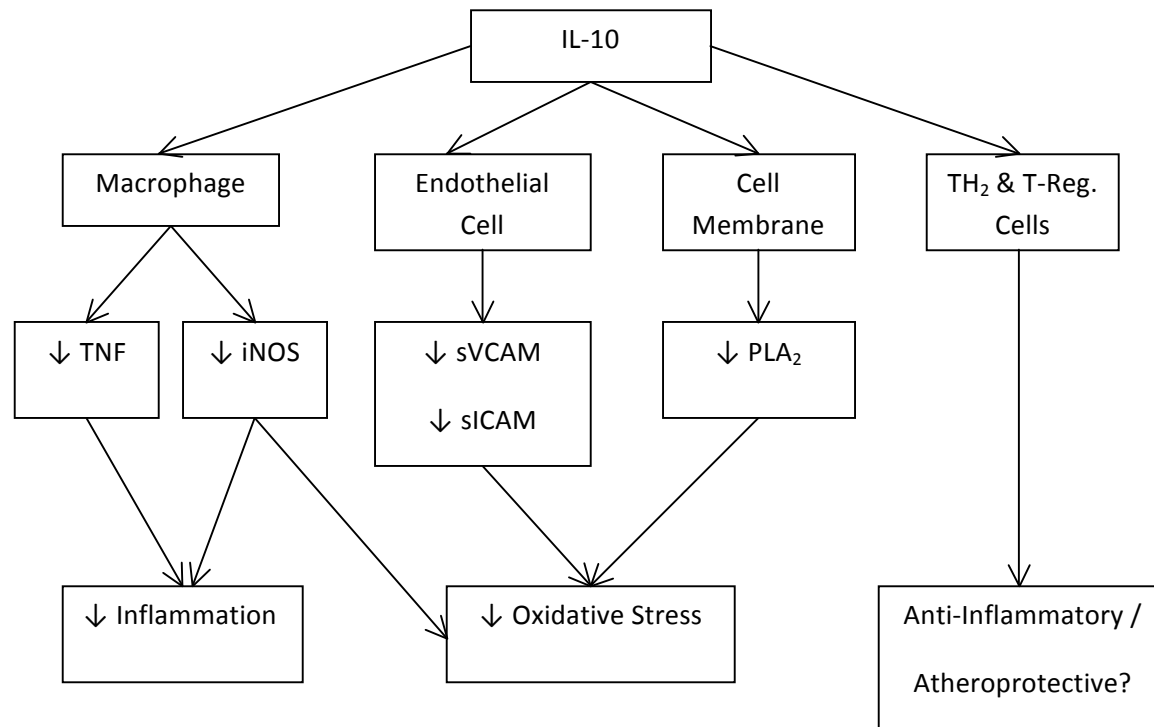 IL-10
Macrophage
Endothelial
Cell
Cell
Membrane
TH₂ & T-Reg.
Cells
↓ TNF
↓ iNOS
↓ sVCAM
↓ sICAM
↓ PLA₂
↓ Inflammation
↓ Oxidative Stress
Anti-Inflammatory /
Atheroprotective?